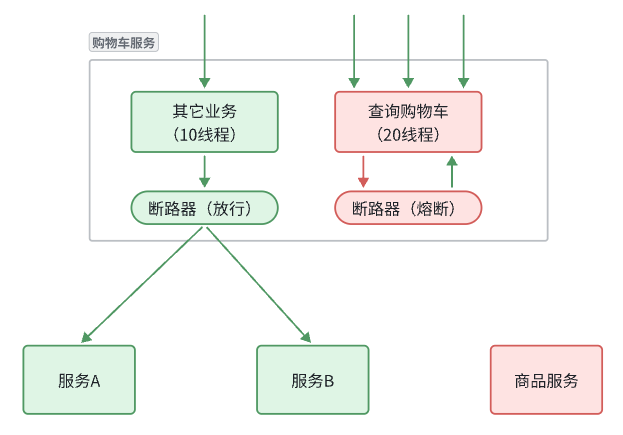 购物车服务
其它业务
（10线程）
查询购物车
（20线程）
断路器（放行）
断路器（熔断）
服务A
服务B
商品服务